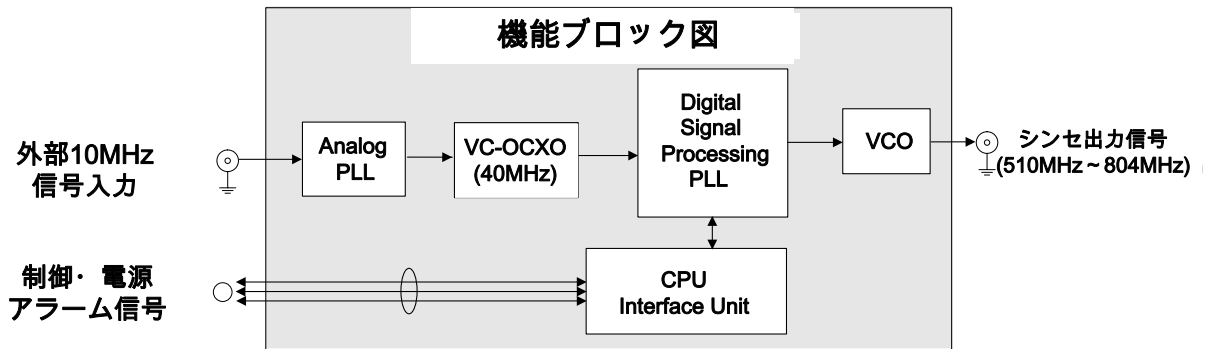 機能ブロック図
外部10MHz
信号入力
Analog
PLL
VC-OCXO
(40MHz)
Digital
Signal
Processing
PLL
VCO
シンセ出力信号
(510MHz~804MHz)
制御・電源
アラーム信号
CPU
Interface Unit